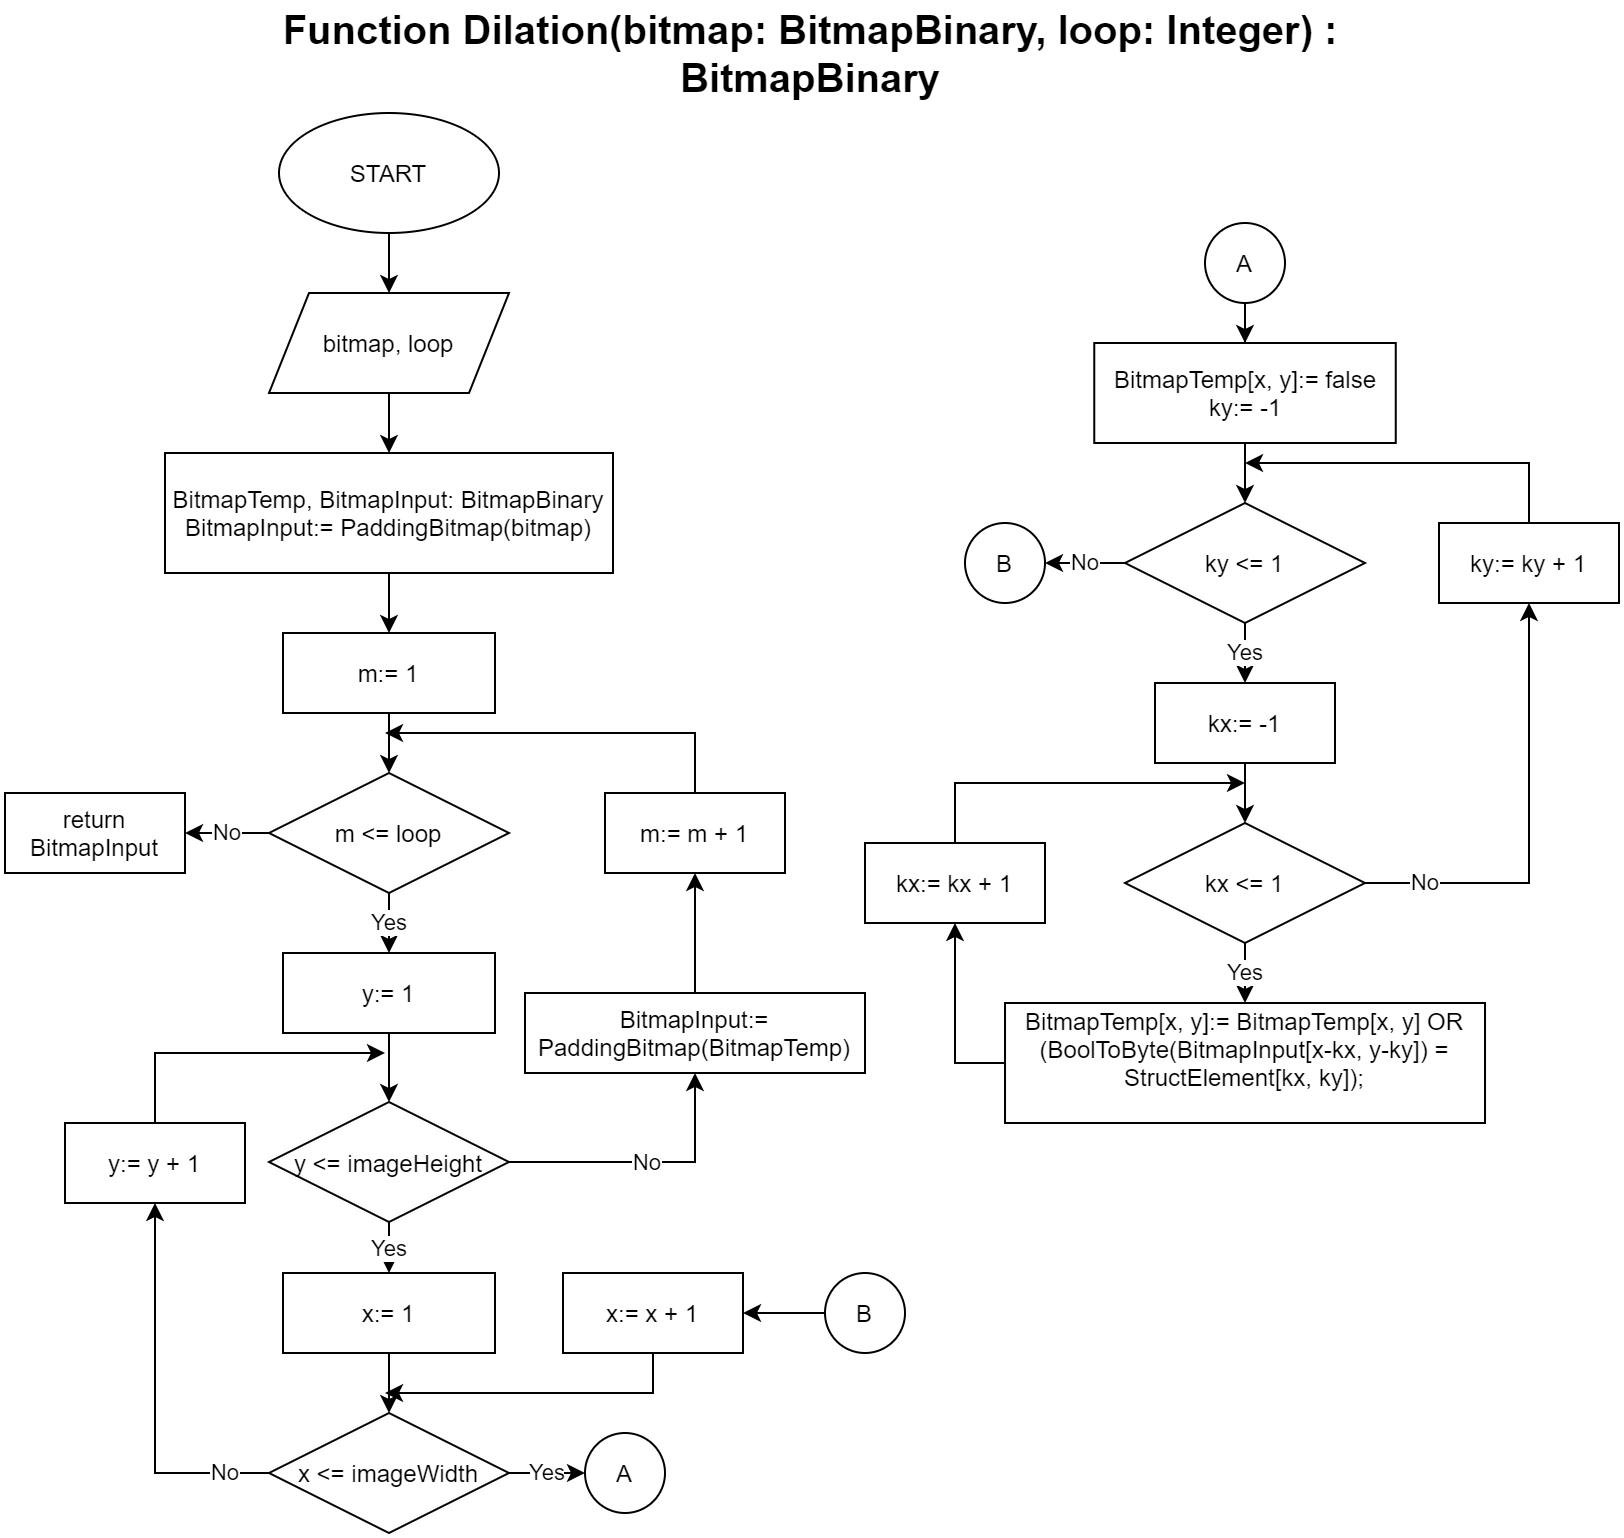 Function Dilation(bitmap: BitmapBinary, loop: Integer) :
BitmapBinary
START
bitmap, loop
BitmapTemp, BitmapInput: BitmapBinary
BitmapInput:= PaddingBitmap(bitmap)
m:= 1
m <= loop
No
return
BitmapInput
Yes
m:= m + 1
y:= 1
BitmapInput:=
PaddingBitmap(BitmapTemp)
y:= y + 1
y <= imageHeight
No
Yes
x:= 1
x:= x + 1
B
x <= imageWidth
No
Yes
A
A
BitmapTemp[x, y]:= false
ky:= -1
ky <= 1
No
B
ky:= ky + 1
Yes
kx:= -1
kx:= kx + 1
kx <= 1
No
Yes
BitmapTemp[x, y]:= BitmapTemp[x, y] OR
(BoolToByte(BitmapInput[x-kx, y-ky]) =
StructElement[kx, ky]);